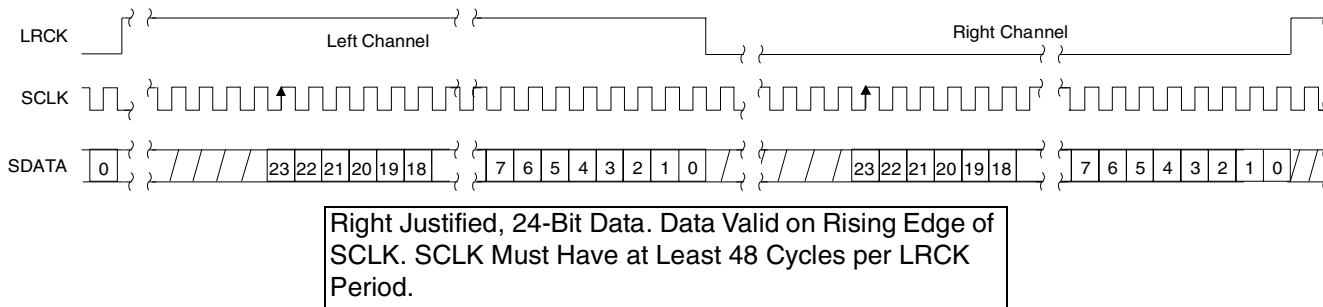 LRCK
Left Channel
Right Channel
SCLK
SDATA
0
23 22 21 20 19 18
7 6 5 4 3 2 1 0
23 22 21 20 19 18
7 6 5 4 3 2 1 0
Right Justified, 24-Bit Data. Data Valid on Rising Edge of
SCLK. SCLK Must Have at Least 48 Cycles per LRCK
Period.